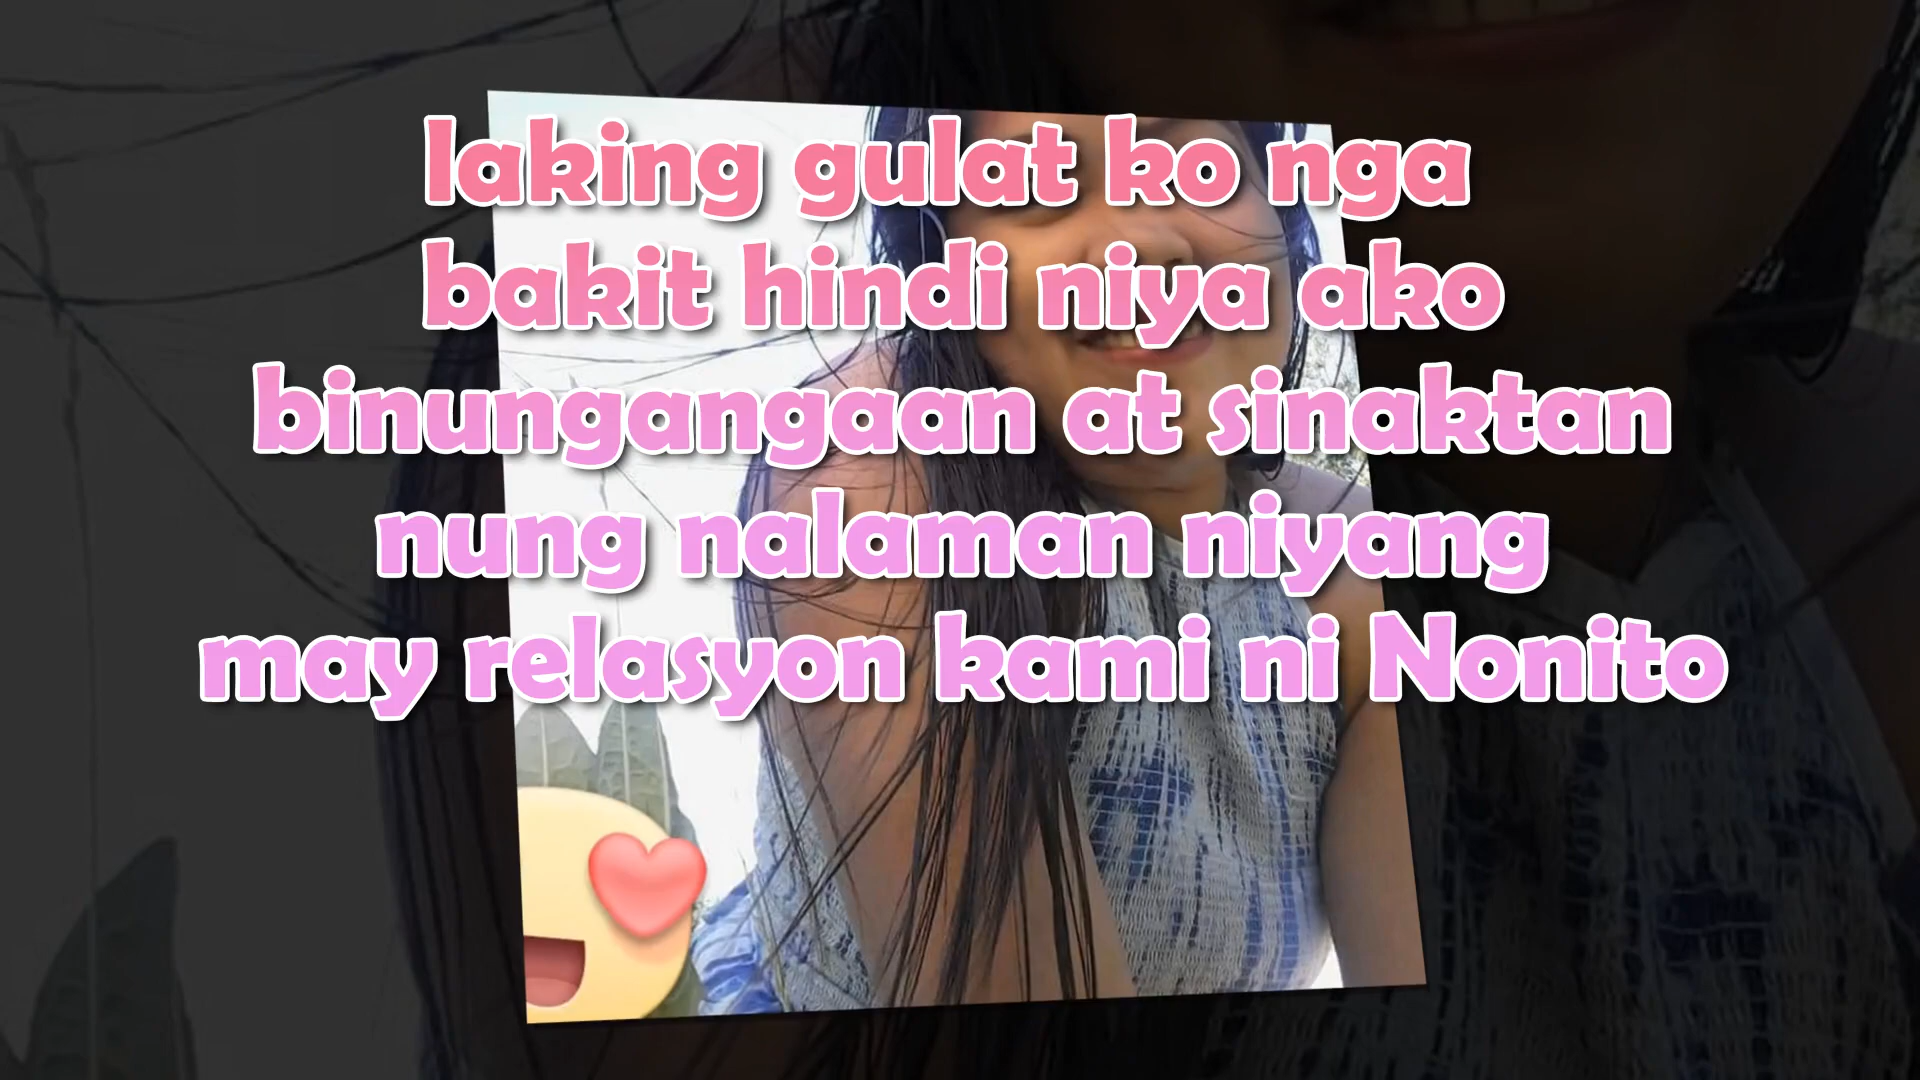 laking gulat ko nga
bakit hindi niya ako
binungangaan at sinaktan
nung nalaman niyang
may relasyon kami ni Nonito